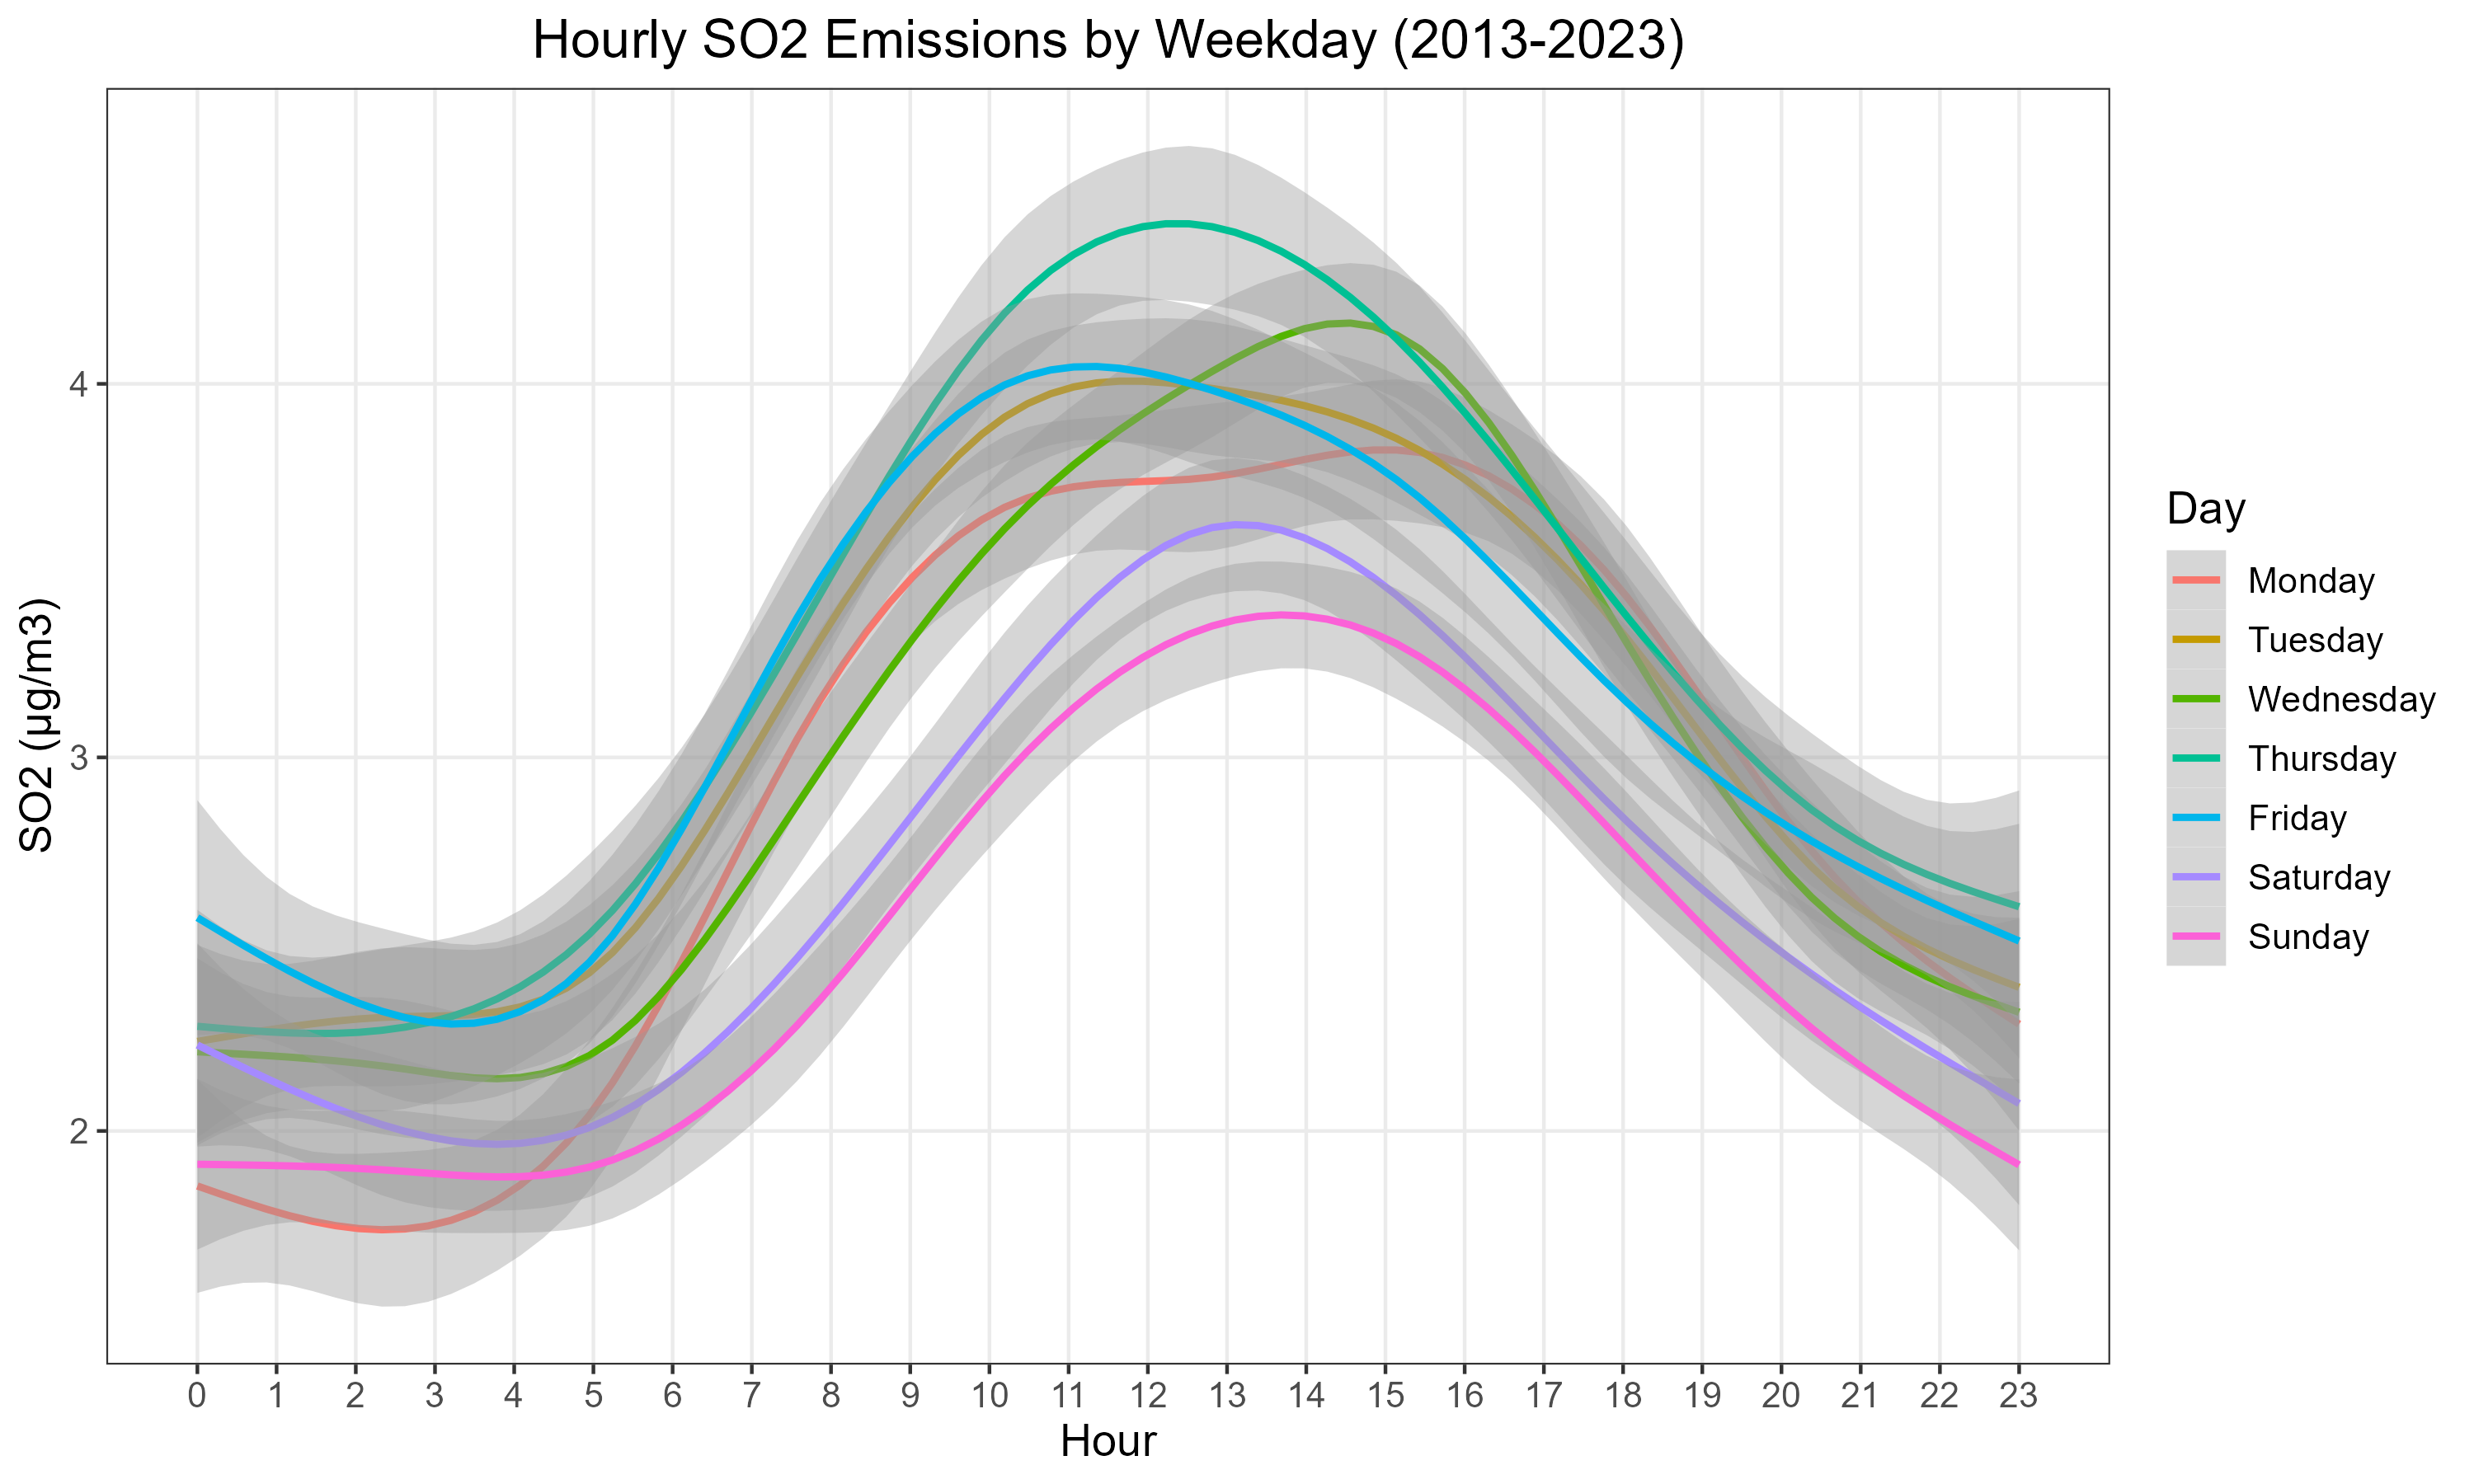 Hourly SO2 Emissions by Weekday (2013-2023)
SO2 (µg/m3)
4
3
2
0 1 2 3 4 5 6 7 8 9 10 11 12 13 14 15 16 17 18 19 20 21 22 23
Hour
Day
Monday
Tuesday
Wednesday
Thursday
Friday
Saturday
Sunday